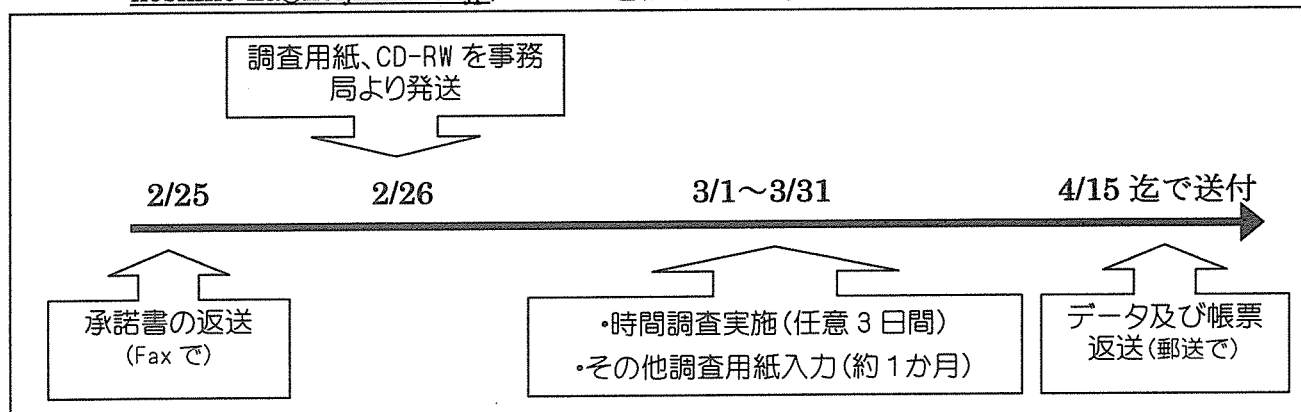 調査用紙、CD-RW を事務
局より発送
2/25
2/26
3/1～3/31
4/15 迄で送付
承諾書の返送
(Fax で)
・時間調査実施(任意 3 日間)
・その他調査用紙入力(約 1 か月)
データ及び帳票
返送(郵送で)